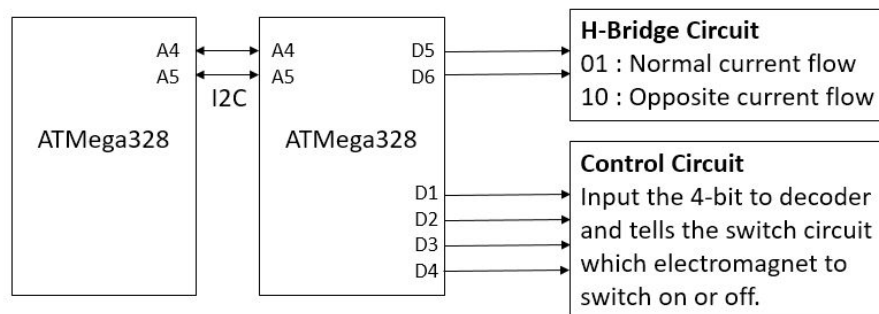 A4
A5
ATMega328
I2C
A4
A5
D5
D6
ATMega328
D1
D2
D3
D4
H-Bridge Circuit
01 : Normal current flow
10 : Opposite current flow
Control Circuit
Input the 4-bit to decoder
and tells the switch circuit
which electromagnet to
switch on or off.